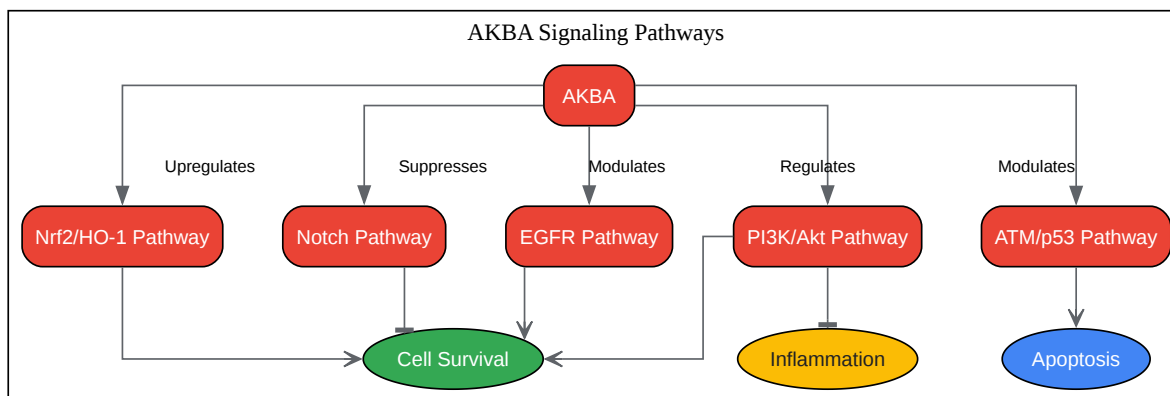 AKBA Signaling Pathways
AKBA
Upregulates
Suppresses
Modulates
Regulates
Modulates
Nrf2/HO-1 Pathway
Notch Pathway
EGFR Pathway
PI3K/Akt Pathway
ATM/p53 Pathway
Cell Survival
Inflammation
Apoptosis